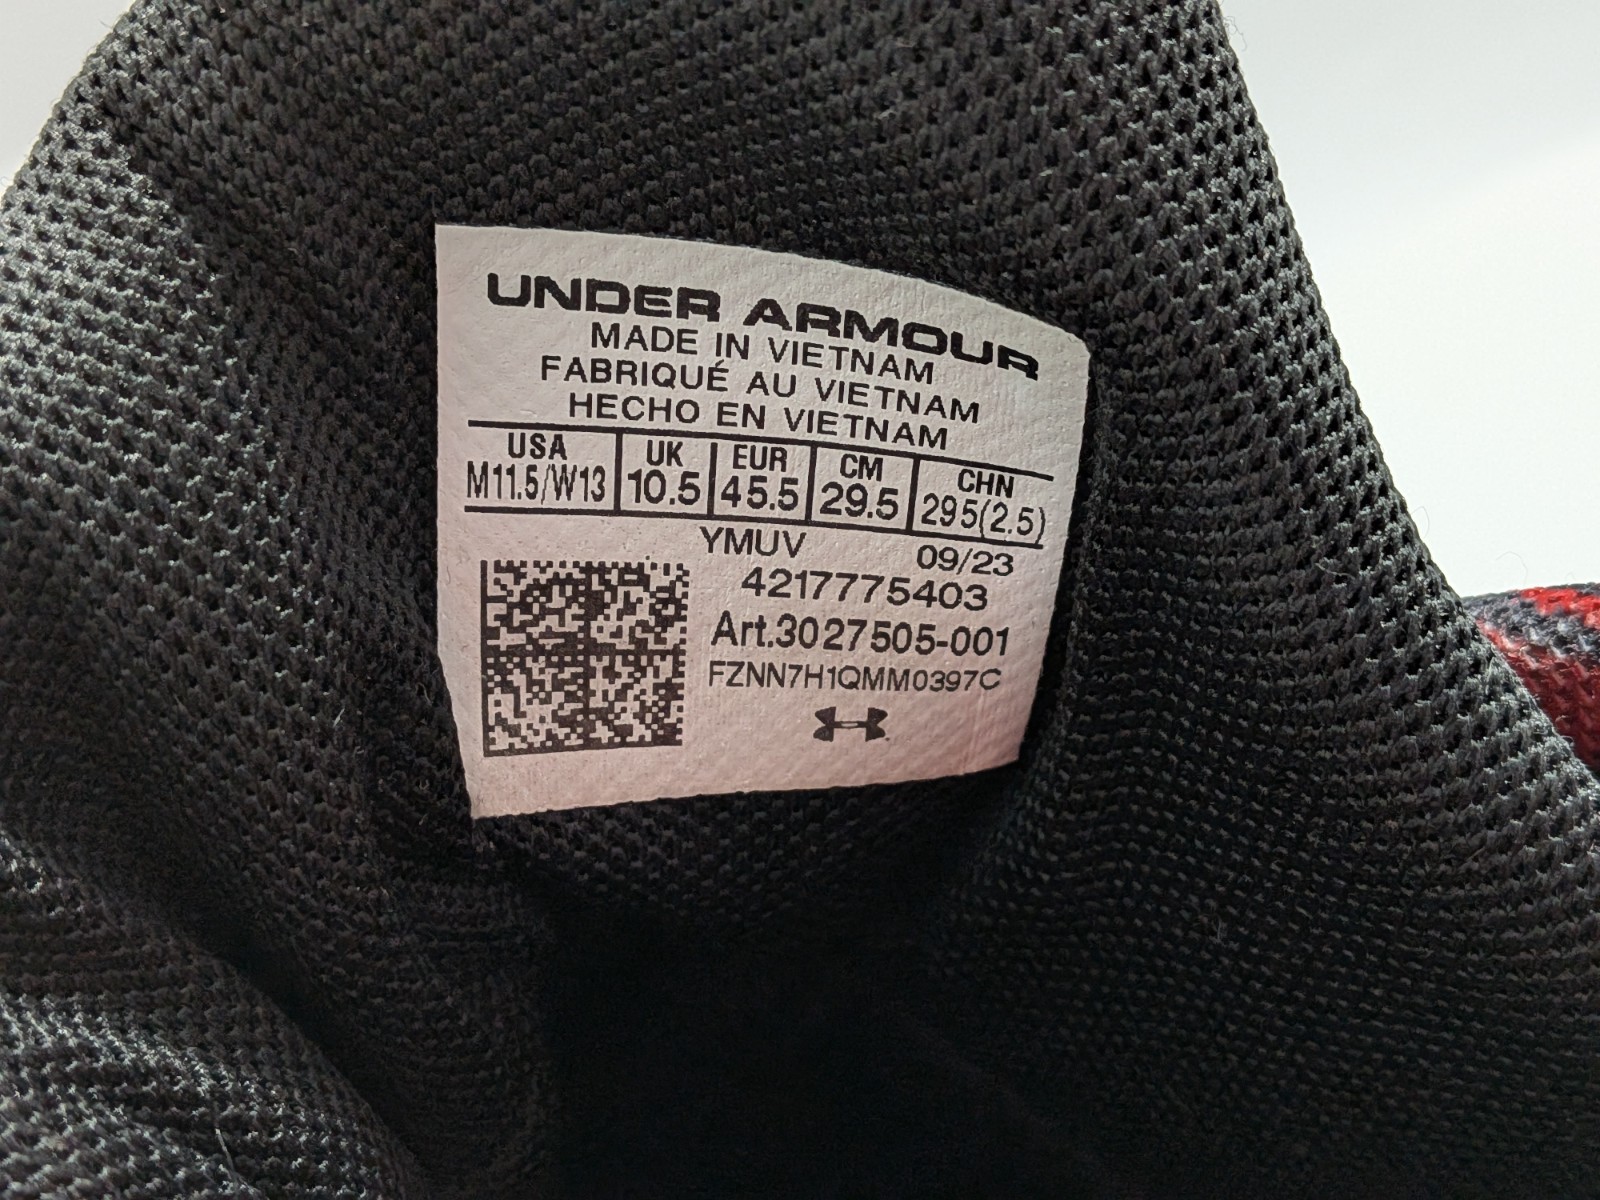 UNDER ARMOUR
MADE IN VIETNAM
FABRIQUÉ AU VIETNAM
HECHO EN VIETNAM
USA UK EUR CM CHN
M11.5/W13 10.5 45.5 29.5 295(2.5)
YMUV 09/23
4217775403
Art.3027505-001
FZNN7H1QMM0397C